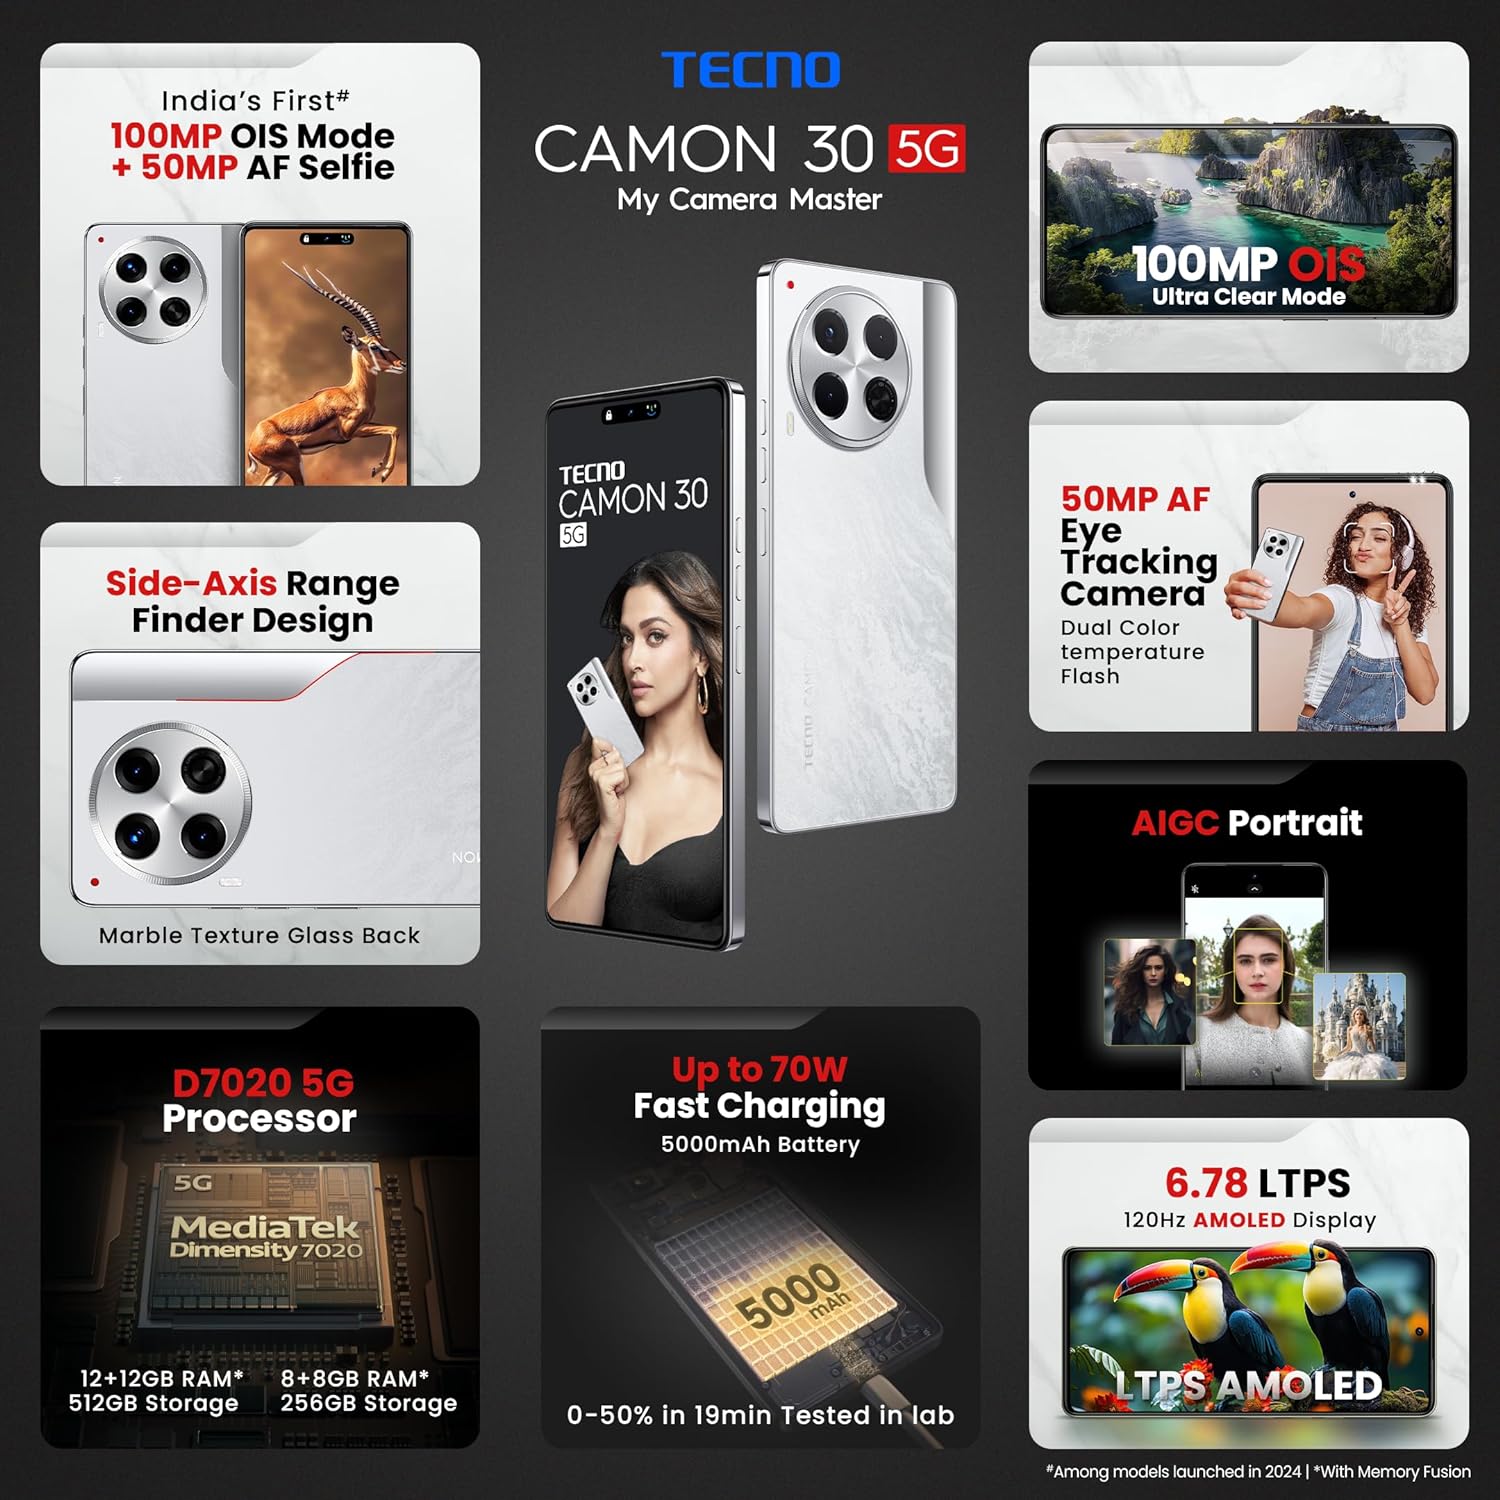 TECNO
CAMON 30 5G
My Camera Master
India's First#
100MP OIS Mode
+ 50MP AF Selfie
100MP OIS
Ultra Clear Mode
TECNO
CAMON 30
5G
TECNO CAMON
50MP AF
Eye
Tracking
Camera
Dual Color
temperature
Flash
Side-Axis Range
Finder Design
Marble Texture Glass Back
AIGC Portrait
D7020 5G
Processor
5G
MediaTek
Dimensity 7020
12+12GB RAM*
512GB Storage
8+8GB RAM*
256GB Storage
Up to 70W
Fast Charging
5000mAh Battery
5000
mAh
0-50% in 19min Tested in lab
6.78 LTPS
120Hz AMOLED Display
LTPS AMOLED
#Among models launched in 2024 | *With Memory Fusion